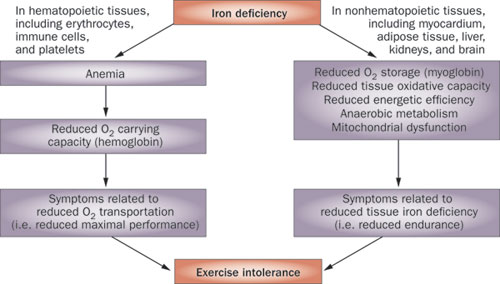 In hematopoietic tissues,
including erythrocytes,
immune cells,
and platelets
Iron deficiency
In nonhematopoietic tissues,
including myocardium,
adipose tissue, liver,
kidneys, and brain
Anemia
Reduced O₂ carrying
capacity (hemoglobin)
Symptoms related to
reduced O₂ transportation
(i.e. reduced maximal performance)
Reduced O₂ storage (myoglobin)
Reduced tissue oxidative capacity
Reduced energetic efficiency
Anaerobic metabolism
Mitochondrial dysfunction
Symptoms related to
reduced tissue iron deficiency
(i.e. reduced endurance)
Exercise intolerance